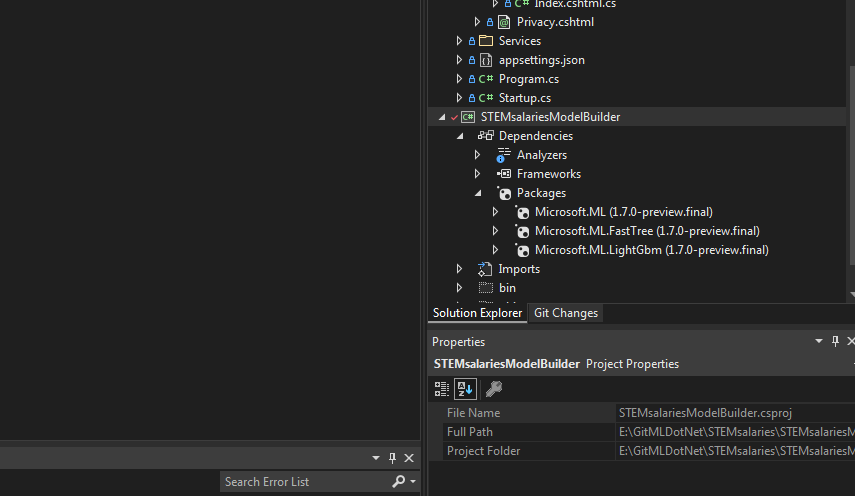 Index.cshtml.cs
Privacy.cshtml
Services
appsettings.json
C# Program.cs
C# Startup.cs
C# STEMsalariesModelBuilder
Dependencies
Analyzers
Frameworks
Packages
Microsoft.ML (1.7.0-preview.final)
Microsoft.ML.FastTree (1.7.0-preview.final)
Microsoft.ML.LightGbm (1.7.0-preview.final)
Imports
bin
Solution Explorer Git Changes
Properties
STEMsalariesModelBuilder Project Properties
File Name STEMsalariesModelBuilder.csproj
Full Path E:\GitMLDotNet\STEMsalaries\STEMsalariesM
Project Folder E:\GitMLDotNet\STEMsalaries\STEMsalariesM
Search Error List